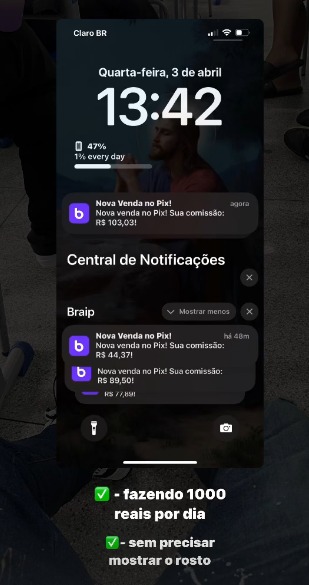 Claro BR
Quarta-feira, 3 de abril
13:42
47%
1% every day
Nova Venda no Pix!
agora
Nova venda no Pix! Sua comissão:
R$ 103,03!
Central de Notificações
Braip
Mostrar menos
Nova Venda no Pix!
há 48m
Nova venda no Pix! Sua comissão:
R$ 44,37!
Nova venda no Pix! Sua comissão:
R$ 89,50!
R$ 77,89!
✅ - fazendo 1000
reais por dia
✅ - sem precisar
mostrar o rosto